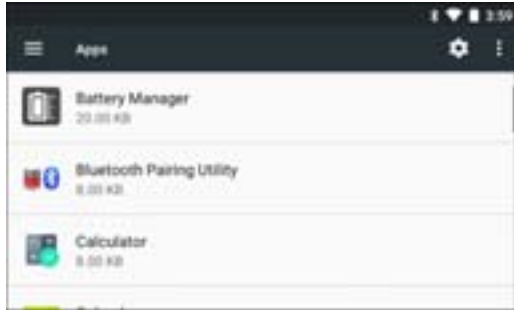 3:59
Apps
Battery Manager
20.00 KB
Bluetooth Pairing Utility
8.00 KB
Calculator
8.00 KB